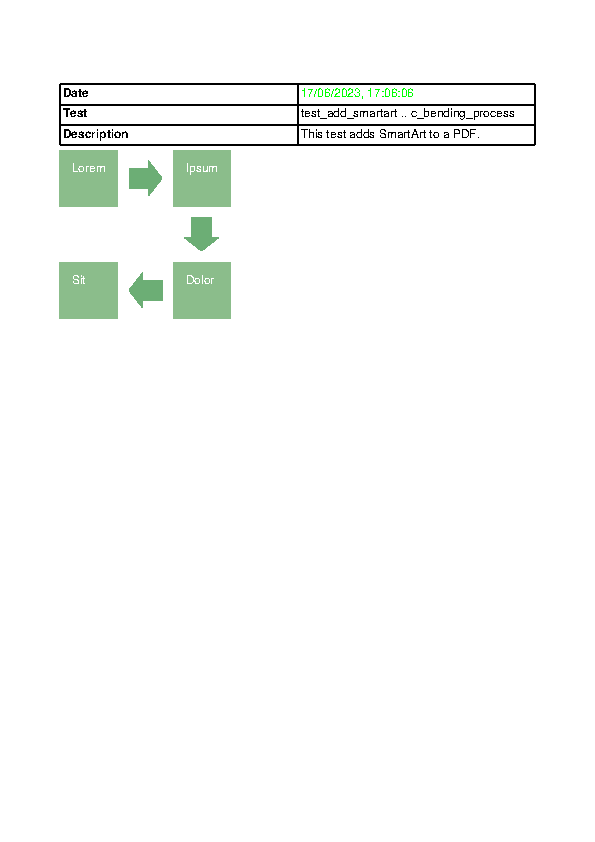 Date 17/06/2023, 17:06:06
Test test_add_smartart .. c_bending_process
Description This test adds SmartArt to a PDF.
Lorem Ipsum
Sit Dolor